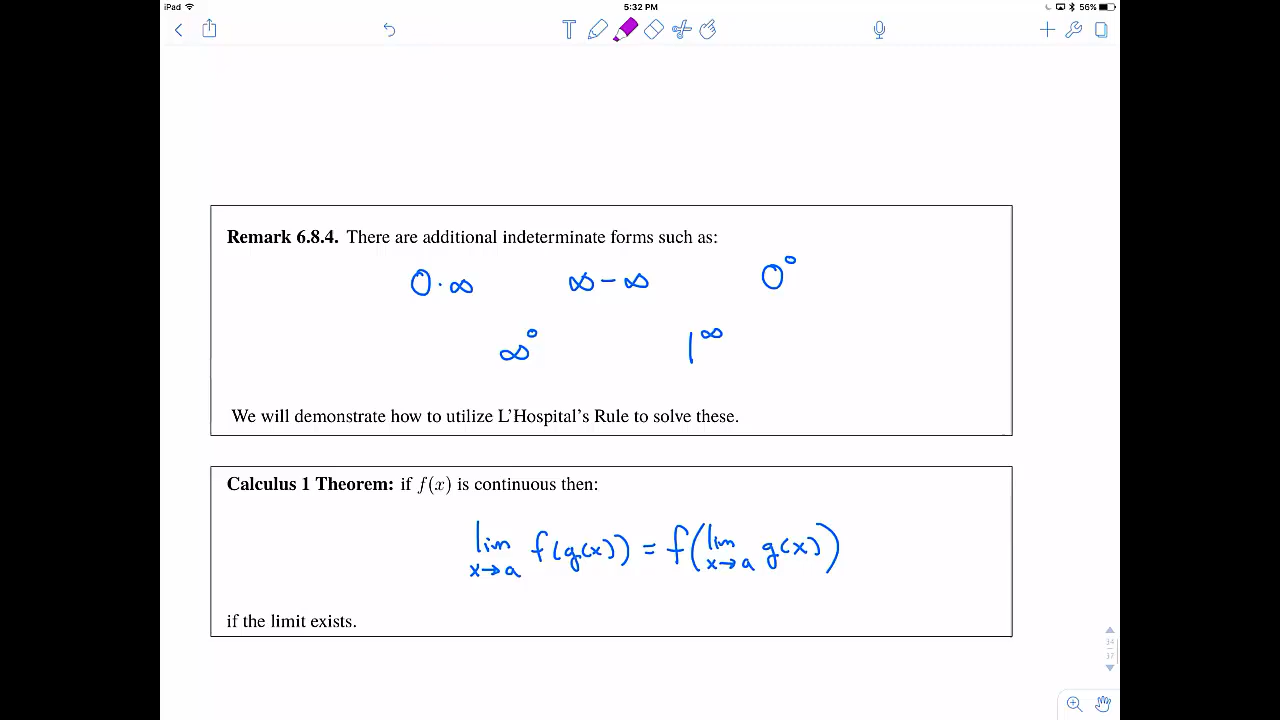 iPad 5:32 PM 56%
T
Remark 6.8.4. There are additional indeterminate forms such as:
0·∞ ∞−∞ 0⁰
∞⁰ 1^∞
We will demonstrate how to utilize L’Hospital’s Rule to solve these.
Calculus 1 Theorem: if f(x) is continuous then:
lim x→a f(g(x)) = f(lim x→a g(x))
if the limit exists.
34
37